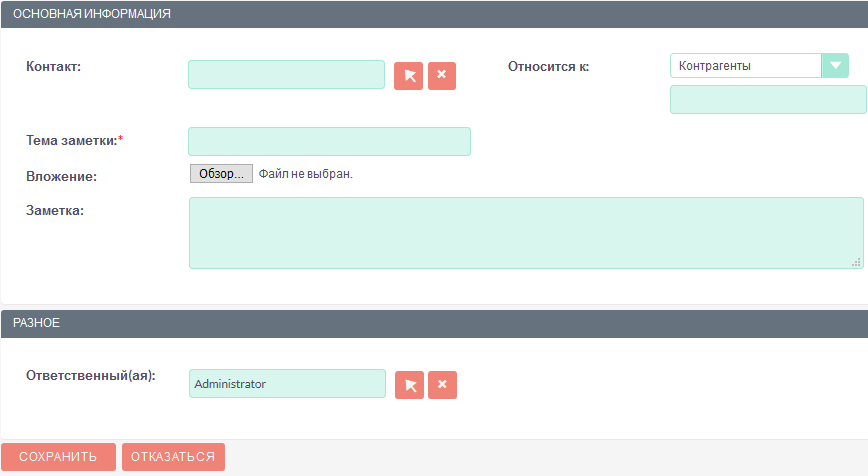 ОСНОВНАЯ ИНФОРМАЦИЯ
Контакт:
Относится к:
Контрагенты
Тема заметки:*
Вложение:
Обзор... Файл не выбран.
Заметка:
РАЗНОЕ
Ответственный(ая):
Administrator
СОХРАНИТЬ ОТКАЗАТЬСЯ